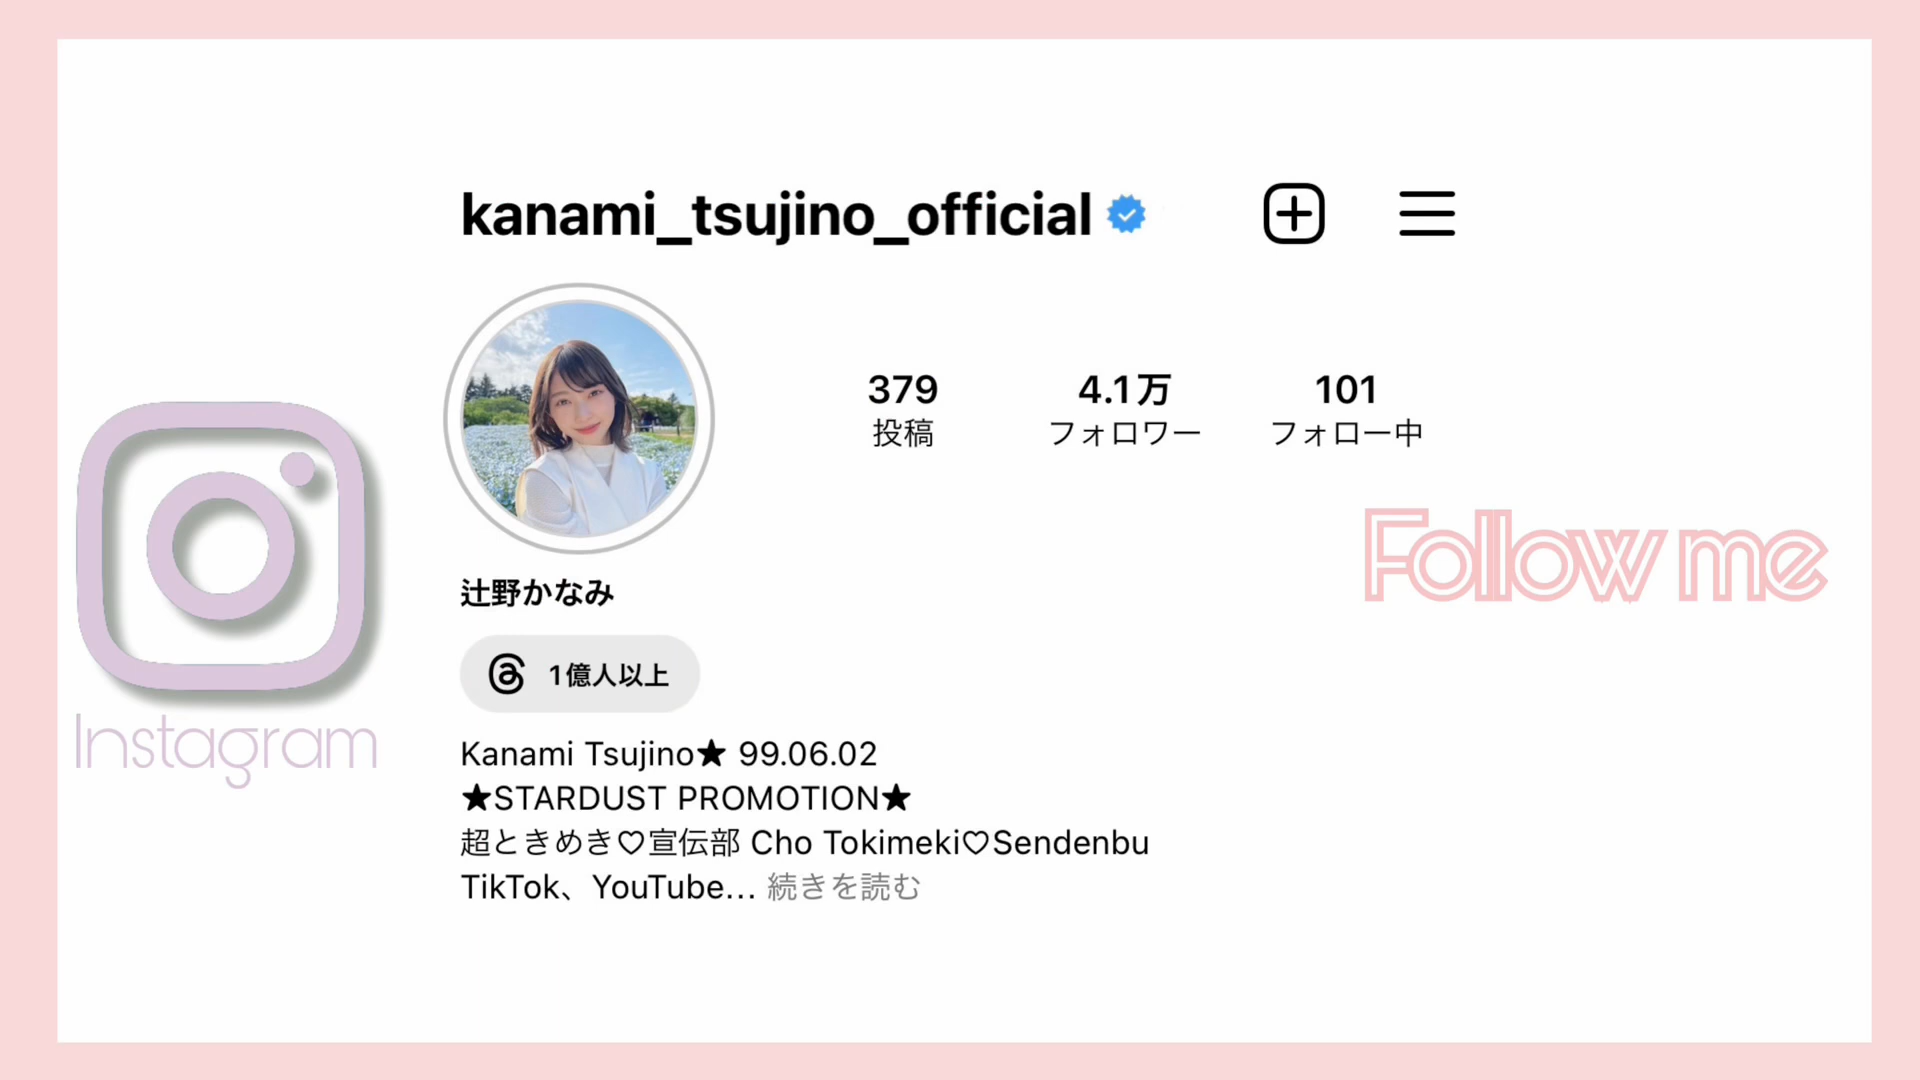 kanami_tsujino_official
379
投稿
4.1万
フォロワー
101
フォロー中
Follow me
辻野かなみ
1億人以上
Instagram
Kanami Tsujino★ 99.06.02
★STARDUST PROMOTION★
超ときめき♡宣伝部 Cho Tokimeki♡Sendenbu
TikTok、YouTube... 続きを読む